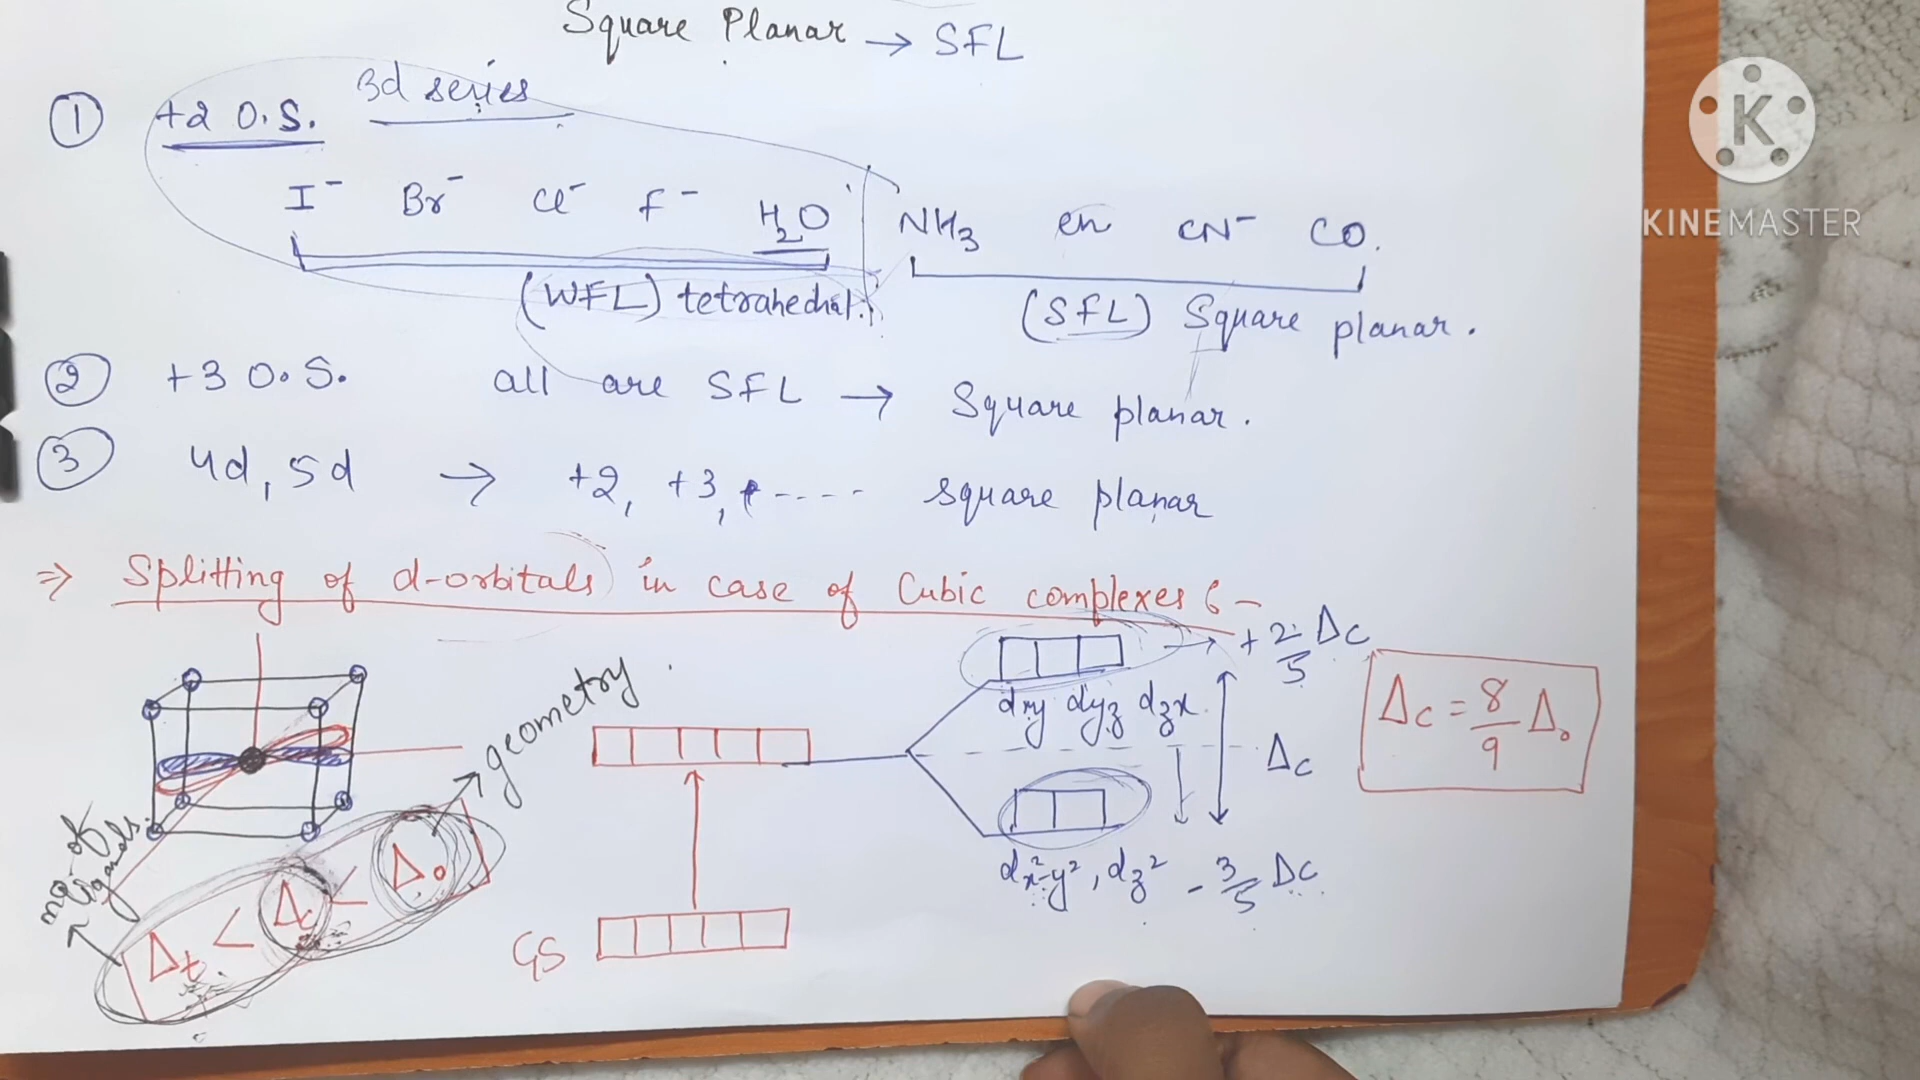 Square Planar → SFL
① +2 O.S. 3d series
I⁻ Br⁻ Cl⁻ F⁻ H₂O NH₃ en CN⁻ CO.
(WFL) tetrahedral. (SFL) Square planar.
② +3 O.S. all are SFL → Square planar.
③ 4d, 5d → +2, +3, ---- square planar
⇒ Splitting of d-orbitals in case of Cubic complexes :-
+2/5 Δc
dxy dyz dzx
Δc
Δc = 8/9 Δ₀
dx²-y², dz² - 3/5 Δc
geometry
no. of ligands.
Δt < Δc < Δ₀
GS
K
KINEMASTER